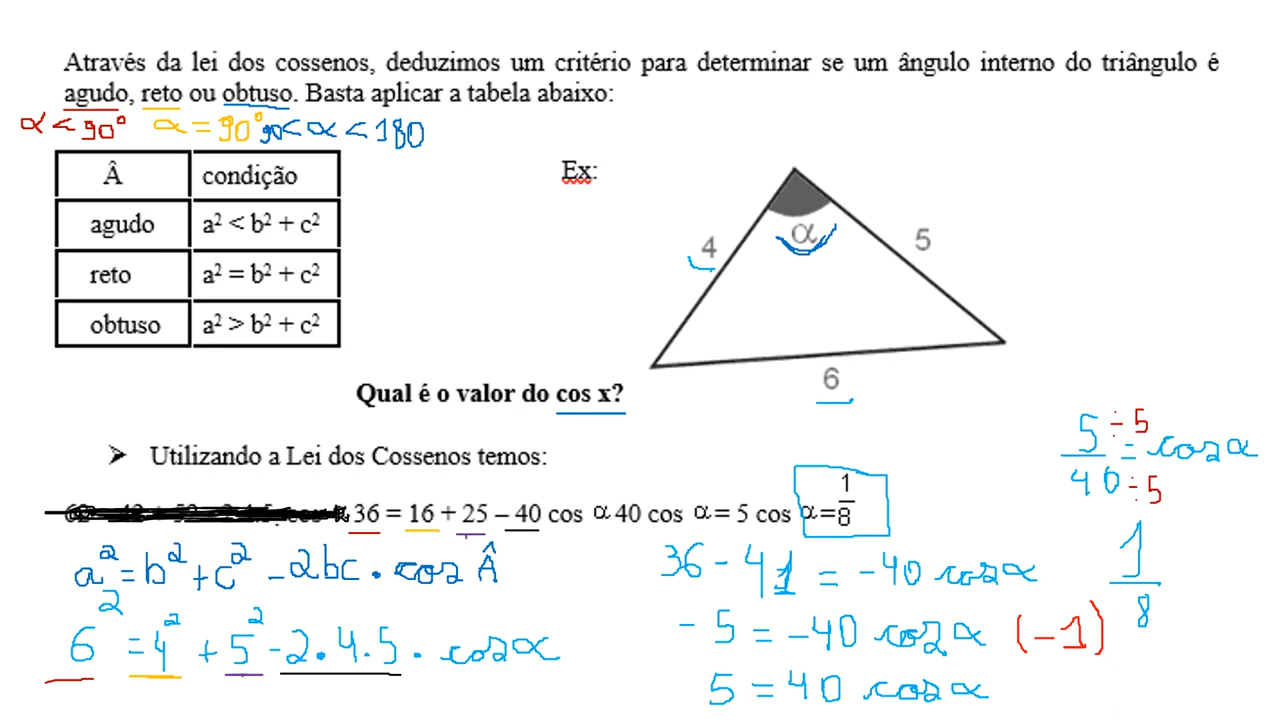 Através da lei dos cossenos, deduzimos um critério para determinar se um ângulo interno do triângulo é
agudo, reto ou obtuso. Basta aplicar a tabela abaixo:
α < 90° α = 90° 90 < α < 180
Â condição
agudo a² < b² + c²
reto a² = b² + c²
obtuso a² > b² + c²
Ex:
α
4
5
6
Qual é o valor do cos x?
➤ Utilizando a Lei dos Cossenos temos:
36 = 16 + 25 – 40 cos α 40 cos α = 5 cos α = 1/8
a² = b² + c² - 2bc . cos Â
6² = 4² + 5² - 2.4.5 . cos α
36 - 41 = -40 cos α
- 5 = -40 cos α (-1)
5 = 40 cos α
5 ÷5
— = cos α
40 ÷5
1
—
8